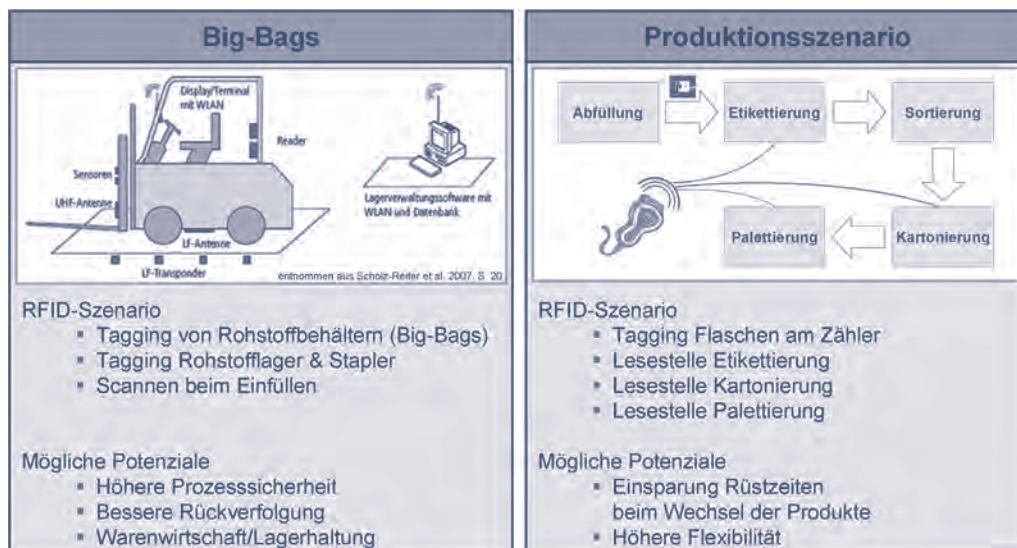 Big-Bags
Display/Terminal
mit WLAN
Reader
Sensoren
UHF-Antenne
Lagerverwaltungssoftware mit
WLAN und Datenbank
LF-Antenne
LF-Transponder
entnommen aus Scholz-Reiter et al. 2007, S. 20
RFID-Szenario
▪ Tagging von Rohstoffbehältern (Big-Bags)
▪ Tagging Rohstofflager & Stapler
▪ Scannen beim Einfüllen
Mögliche Potenziale
▪ Höhere Prozesssicherheit
▪ Bessere Rückverfolgung
▪ Warenwirtschaft/Lagerhaltung
Produktionsszenario
Abfüllung
Etikettierung
Sortierung
Palettierung
Kartonierung
RFID-Szenario
▪ Tagging Flaschen am Zähler
▪ Lesestelle Etikettierung
▪ Lesestelle Kartonierung
▪ Lesestelle Palettierung
Mögliche Potenziale
▪ Einsparung Rüstzeiten
beim Wechsel der Produkte
▪ Höhere Flexibilität